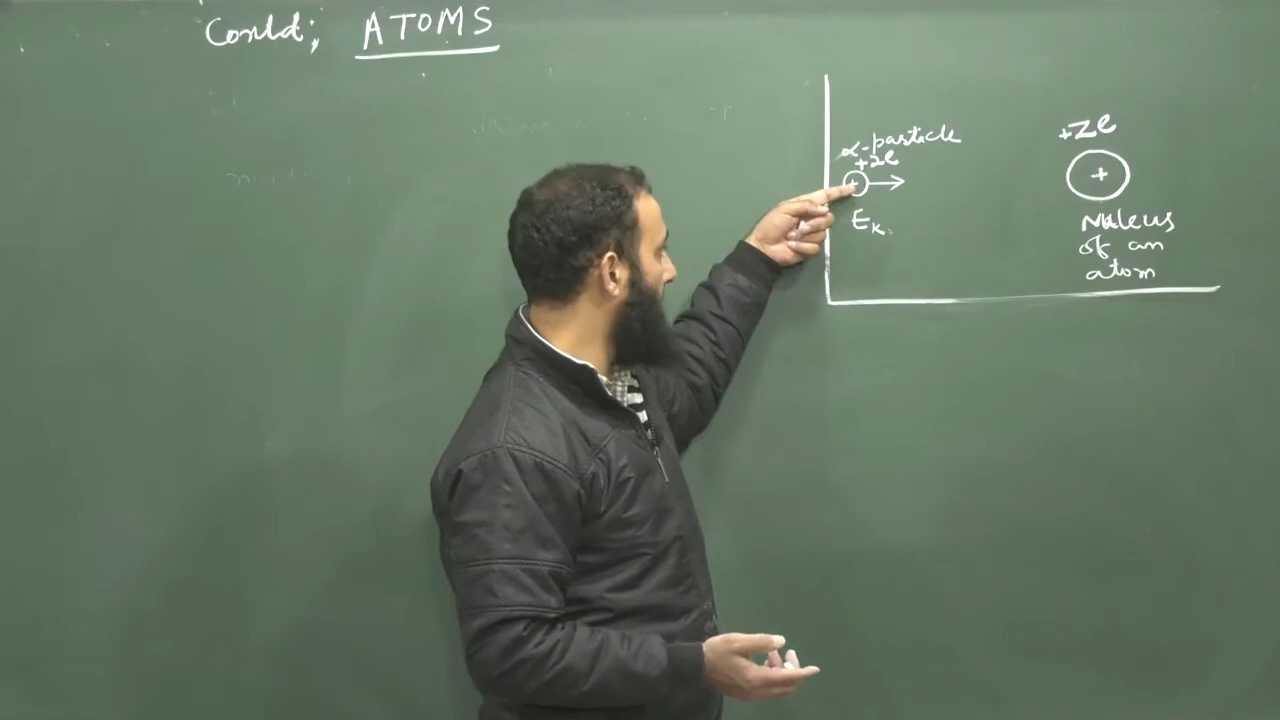 Contd; ATOMS
α-particle
+2e
+
Ek.
+Ze
+
Nucleus
of an
atom